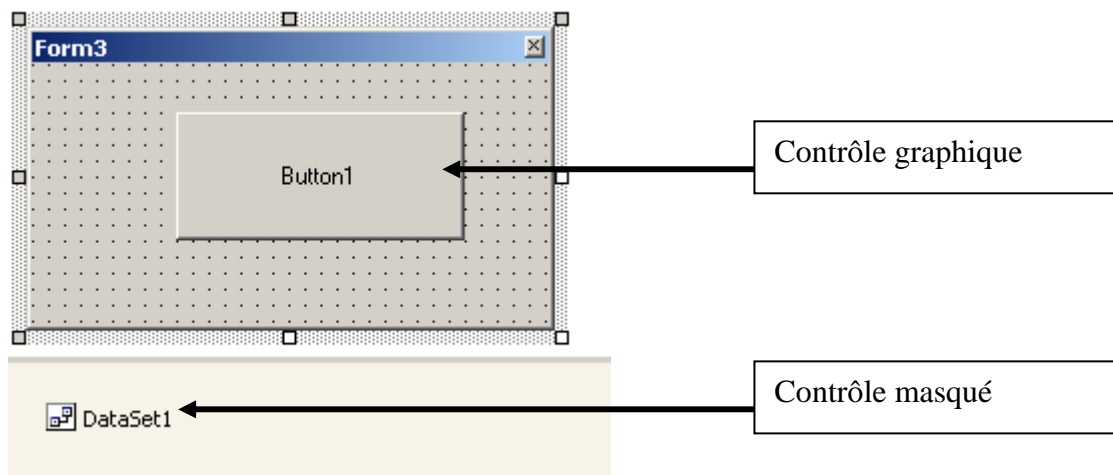 Form3
Button1
Contrôle graphique
DataSet1
Contrôle masqué